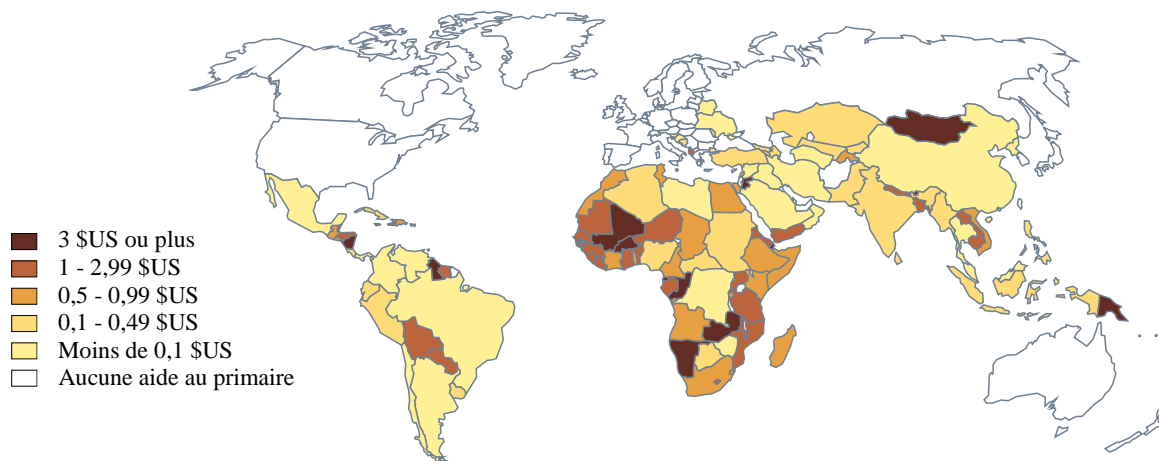 3 $US ou plus
1 - 2,99 $US
0,5 - 0,99 $US
0,1 - 0,49 $US
Moins de 0,1 $US
Aucune aide au primaire